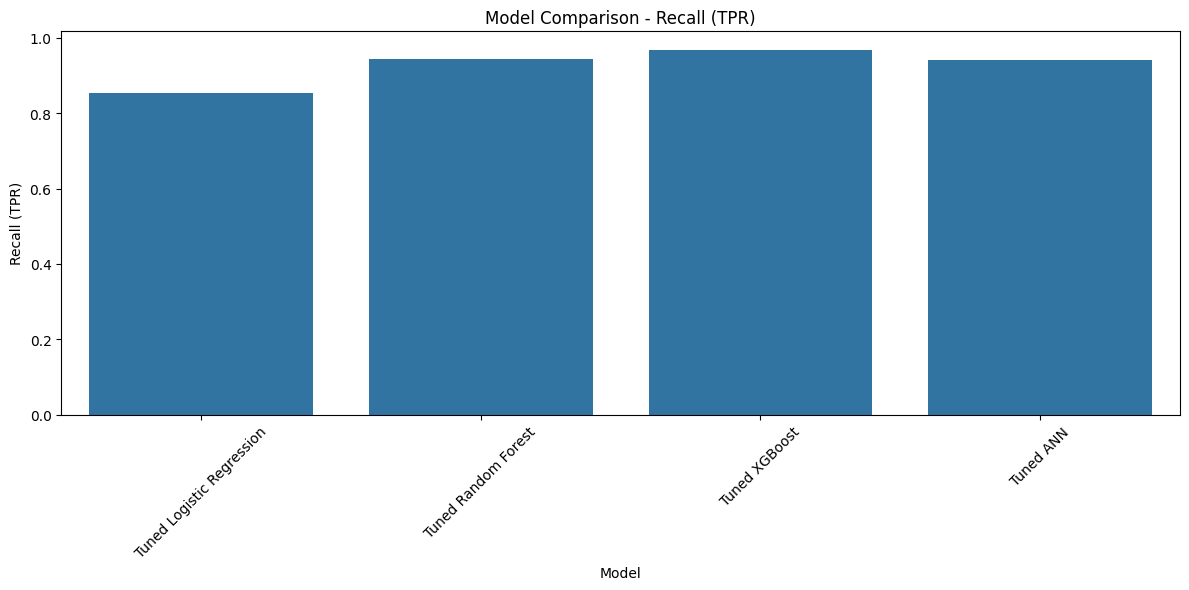 Model Comparison - Recall (TPR)
Recall (TPR)
1.0
0.8
0.6
0.4
0.2
0.0
Tuned Logistic Regression
Tuned Random Forest
Tuned XGBoost
Tuned ANN
Model